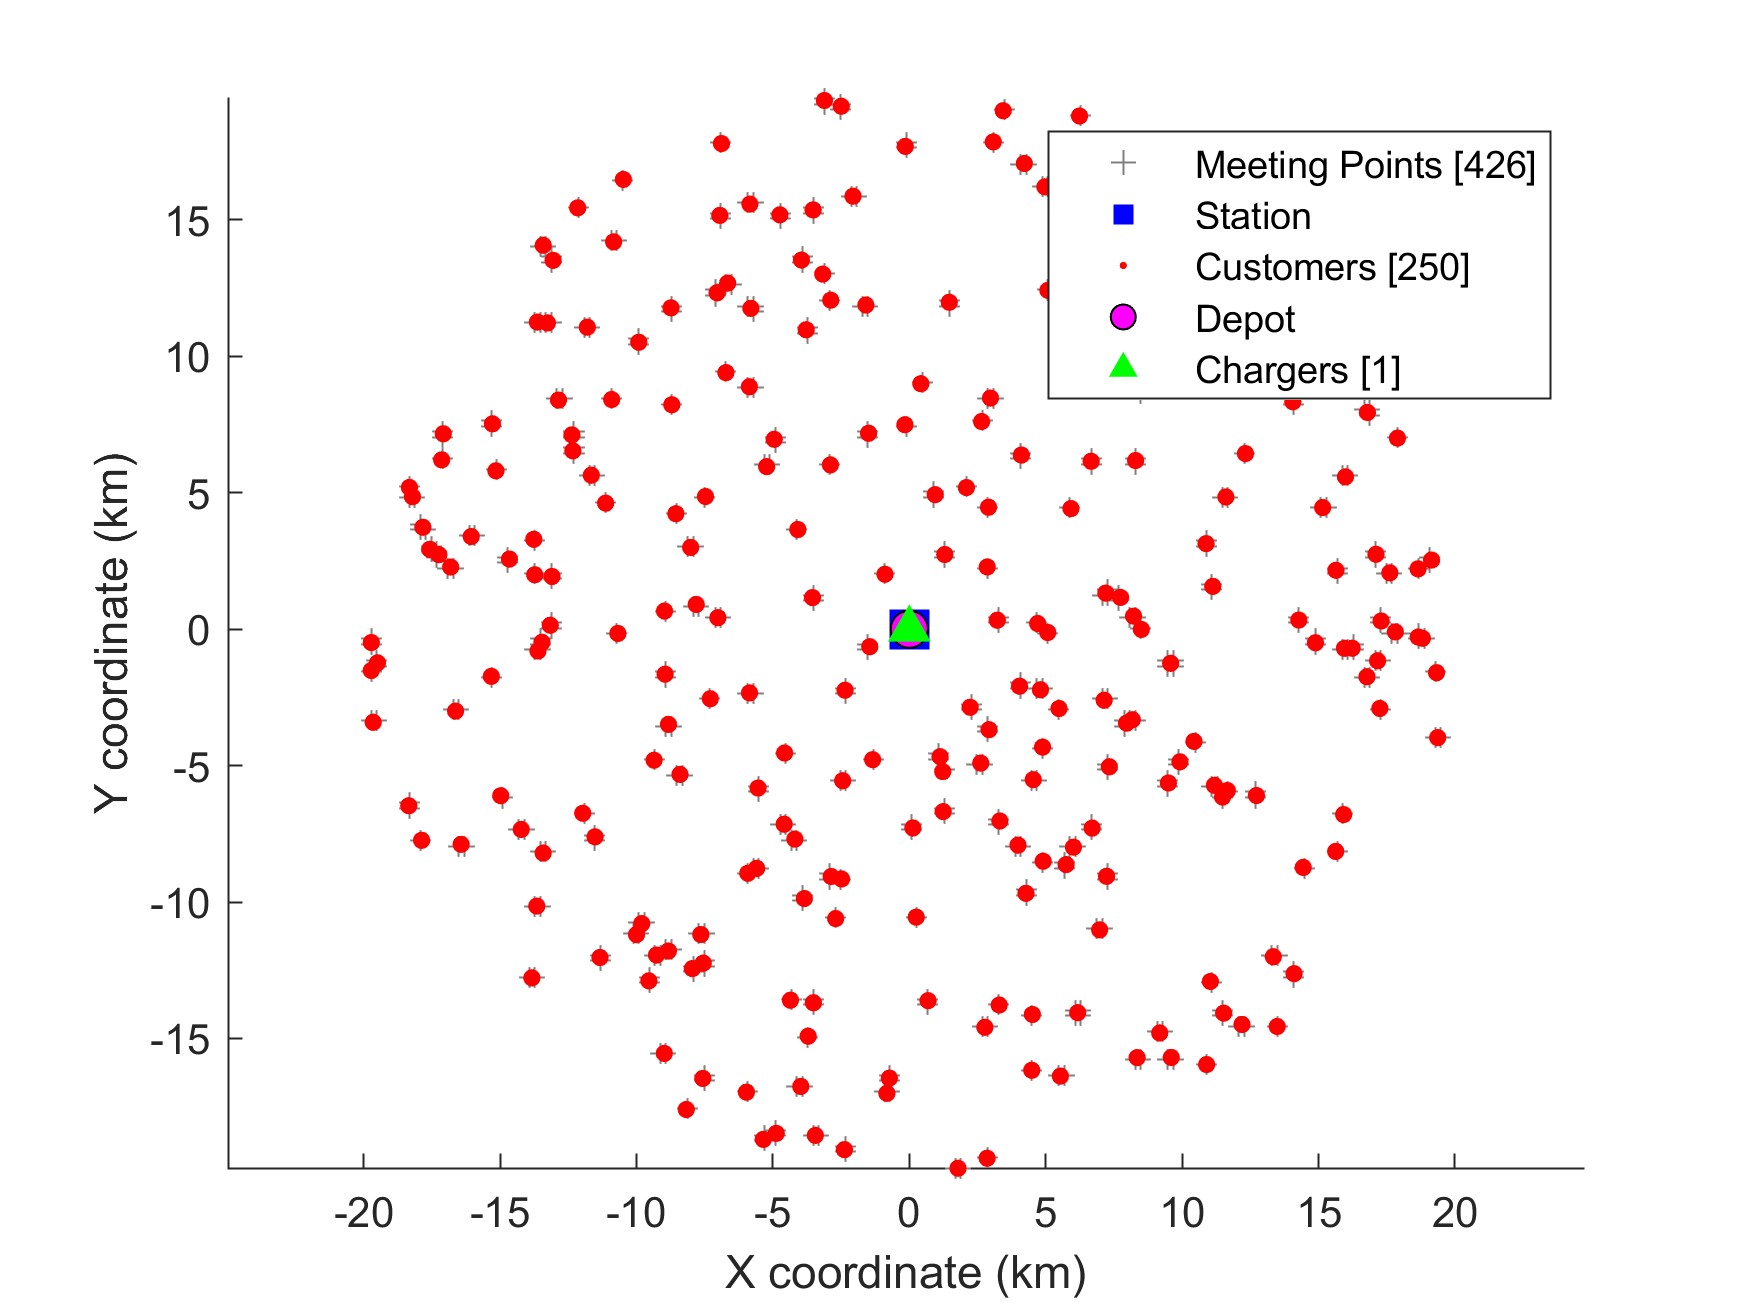 Meeting Points [426]
Station
Customers [250]
Depot
Chargers [1]
15
10
5
0
-5
-10
-15
Y coordinate (km)
-20 -15 -10 -5 0 5 10 15 20
X coordinate (km)